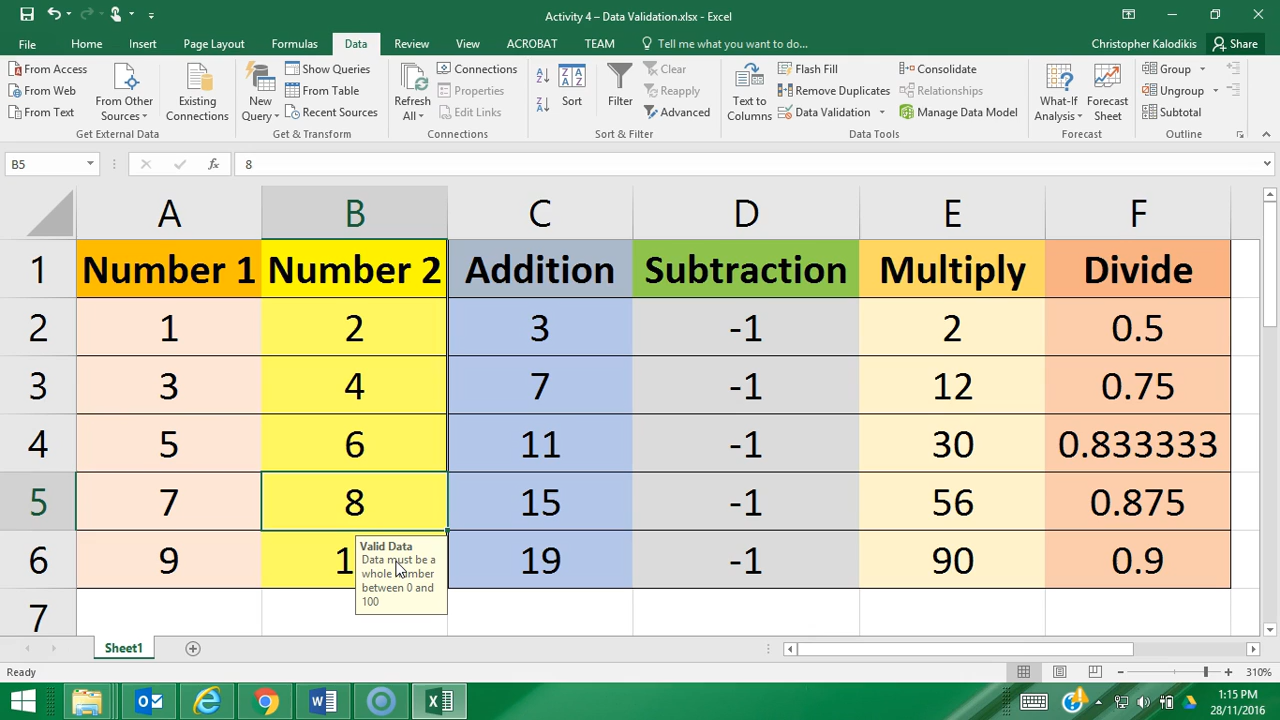 Activity 4 – Data Validation.xlsx - Excel
File Home Insert Page Layout Formulas Data Review View ACROBAT TEAM Tell me what you want to do... Christopher Kalodikis Share
From Access
From Web
From Text
From Other Sources
Existing Connections
Get External Data
New Query
Show Queries
From Table
Recent Sources
Get & Transform
Refresh All
Connections
Properties
Edit Links
Connections
Sort
Filter
Clear
Reapply
Advanced
Sort & Filter
Text to Columns
Flash Fill
Remove Duplicates
Data Validation
Consolidate
Relationships
Manage Data Model
Data Tools
What-If Analysis
Forecast Sheet
Forecast
Group
Ungroup
Subtotal
Outline
B5 fx 8
A B C D E F
1 Number 1 Number 2 Addition Subtraction Multiply Divide
2 1 2 3 -1 2 0.5
3 3 4 7 -1 12 0.75
4 5 6 11 -1 30 0.833333
5 7 8 15 -1 56 0.875
6 9 1 19 -1 90 0.9
Valid Data
Data must be a
whole number
between 0 and
100
7
Sheet1
Ready 310%
1:15 PM
28/11/2016